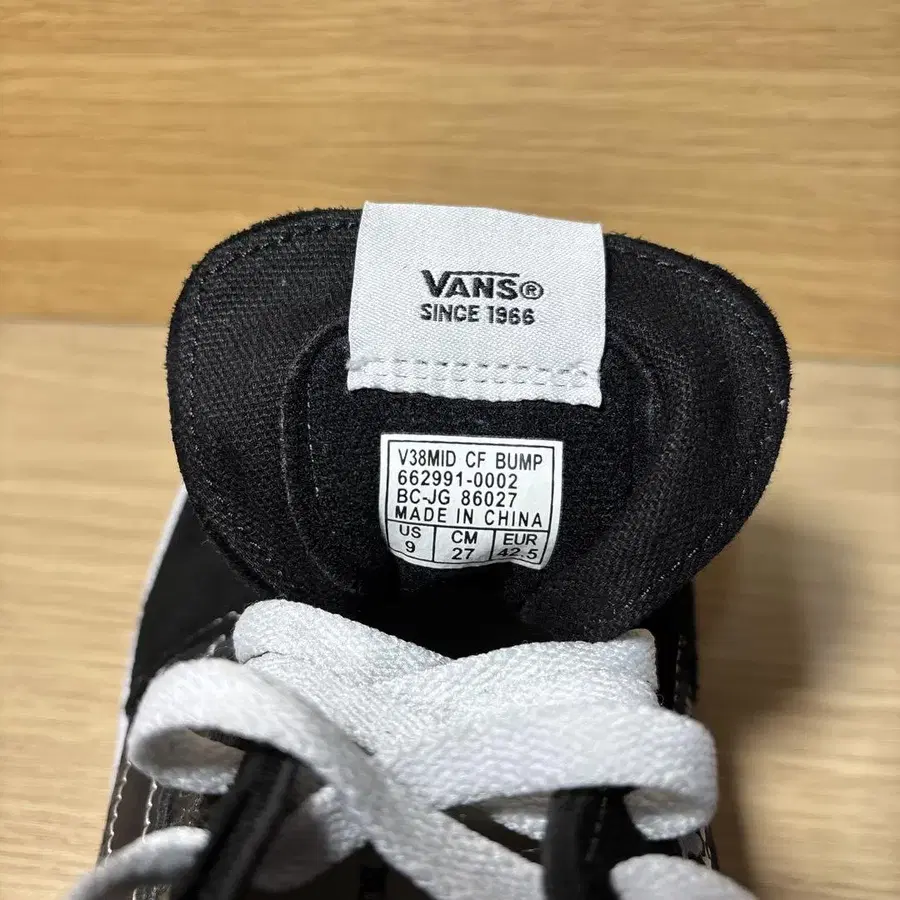 VANS®
SINCE 1966
V38MID CF BUMP
662991-0002
BC-JG 86027
MADE IN CHINA
US CM EUR
9 27 42.5